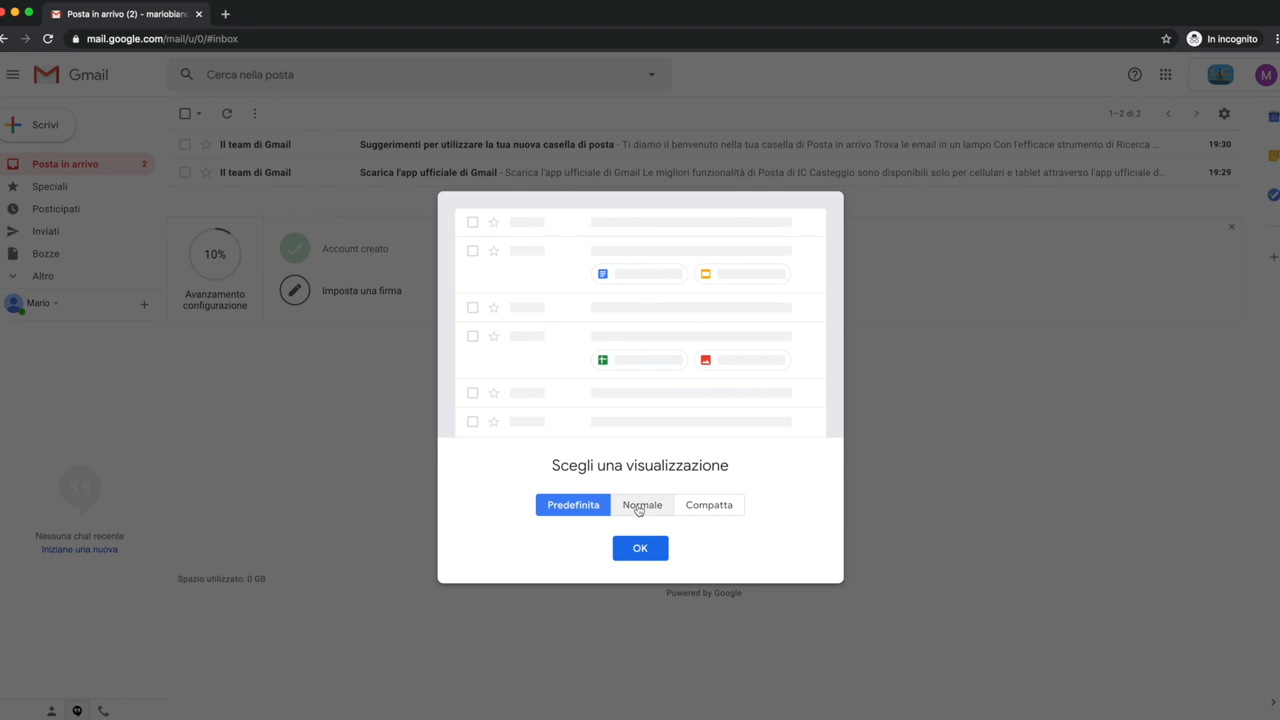 Posta in arrivo (2) - mariobianc
mail.google.com/mail/u/0/#inbox
In incognito
Gmail
Cerca nella posta
M
Scrivi
1–2 di 2
Il team di Gmail Suggerimenti per utilizzare la tua nuova casella di posta - Ti diamo il benvenuto nella tua casella di Posta in arrivo Trova le email in un lampo Con l'efficace strumento di Ricerca ... 19:30
Il team di Gmail Scarica l'app ufficiale di Gmail - Scarica l'app ufficiale di Gmail Le migliori funzionalità di Posta di IC Casteggio sono disponibili solo per cellulari e tablet attraverso l'app ufficiale d... 19:29
Posta in arrivo 2
Speciali
Posticipati
Inviati
Bozze
Altro
Mario
10%
Avanzamento
configurazione
Account creato
Imposta una firma
Scegli una visualizzazione
Predefinita Normale Compatta
OK
Nessuna chat recente
Iniziane una nuova
Spazio utilizzato: 0 GB
Powered by Google